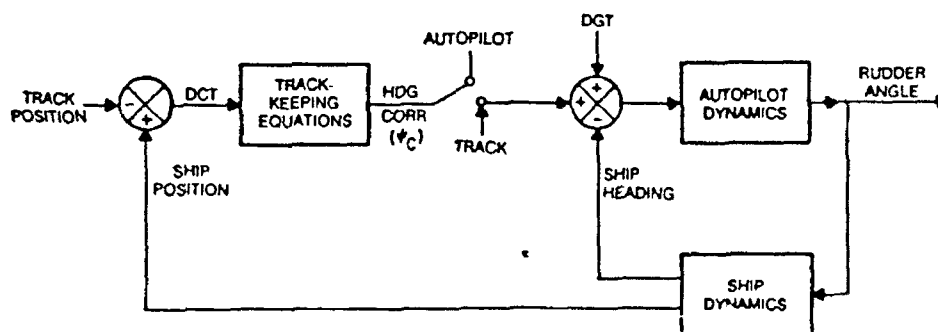 DGT
AUTOPILOT
TRACK
POSITION
-
+
DCT
TRACK-
KEEPING
EQUATIONS
HDG
CORR
(ψC)
TRACK
+
+
-
AUTOPILOT
DYNAMICS
RUDDER
ANGLE
SHIP
POSITION
SHIP
HEADING
SHIP
DYNAMICS